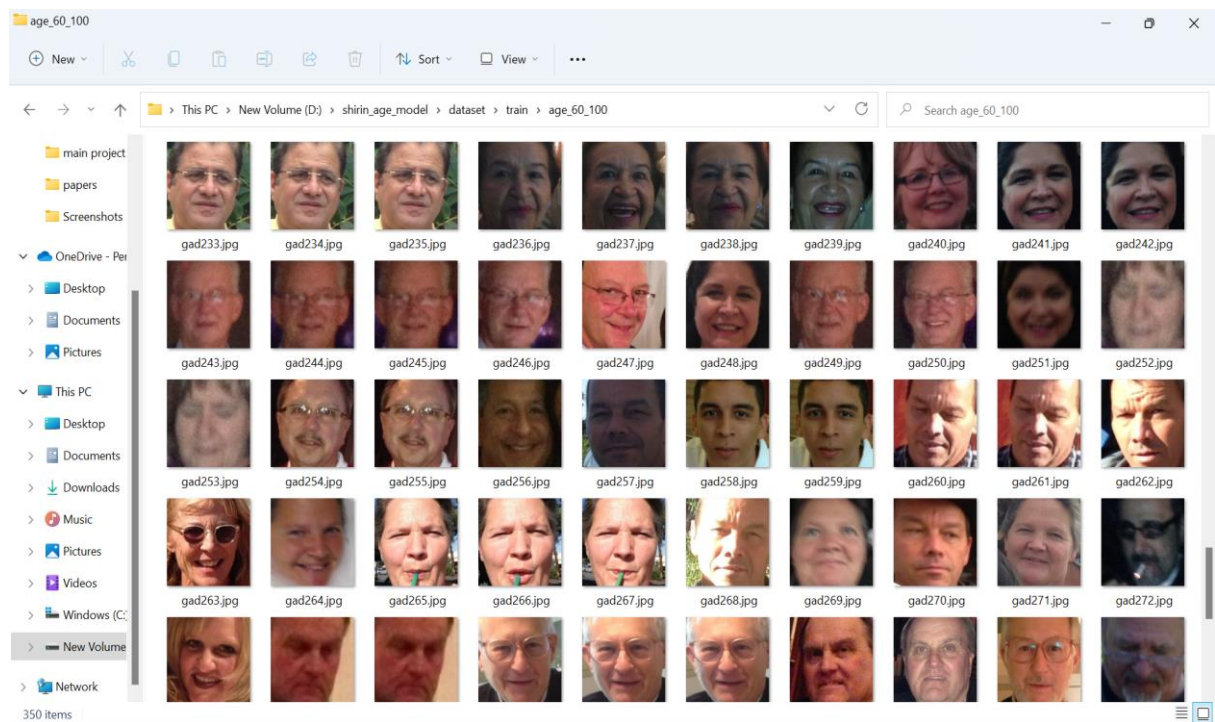 age_60_100
New
Sort
View
This PC > New Volume (D:) > shirin_age_model > dataset > train > age_60_100
Search age_60_100
main project
papers
Screenshots
OneDrive - Per
Desktop
Documents
Pictures
This PC
Desktop
Documents
Downloads
Music
Pictures
Videos
Windows (C:)
New Volume
Network
gad233.jpg gad234.jpg gad235.jpg gad236.jpg gad237.jpg gad238.jpg gad239.jpg gad240.jpg gad241.jpg gad242.jpg
gad243.jpg gad244.jpg gad245.jpg gad246.jpg gad247.jpg gad248.jpg gad249.jpg gad250.jpg gad251.jpg gad252.jpg
gad253.jpg gad254.jpg gad255.jpg gad256.jpg gad257.jpg gad258.jpg gad259.jpg gad260.jpg gad261.jpg gad262.jpg
gad263.jpg gad264.jpg gad265.jpg gad266.jpg gad267.jpg gad268.jpg gad269.jpg gad270.jpg gad271.jpg gad272.jpg
350 items